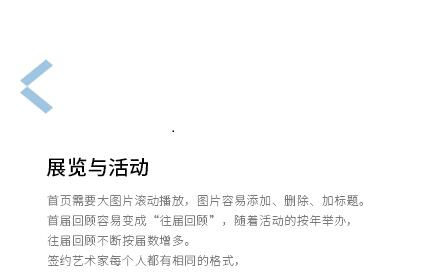 展览与活动
首页需要大图片滚动播放，图片容易添加、删除、加标题。
首届回顾容易变成“往届回顾”，随着活动的按年举办，
往届回顾不断按届数增多。
签约艺术家每个人都有相同的格式，